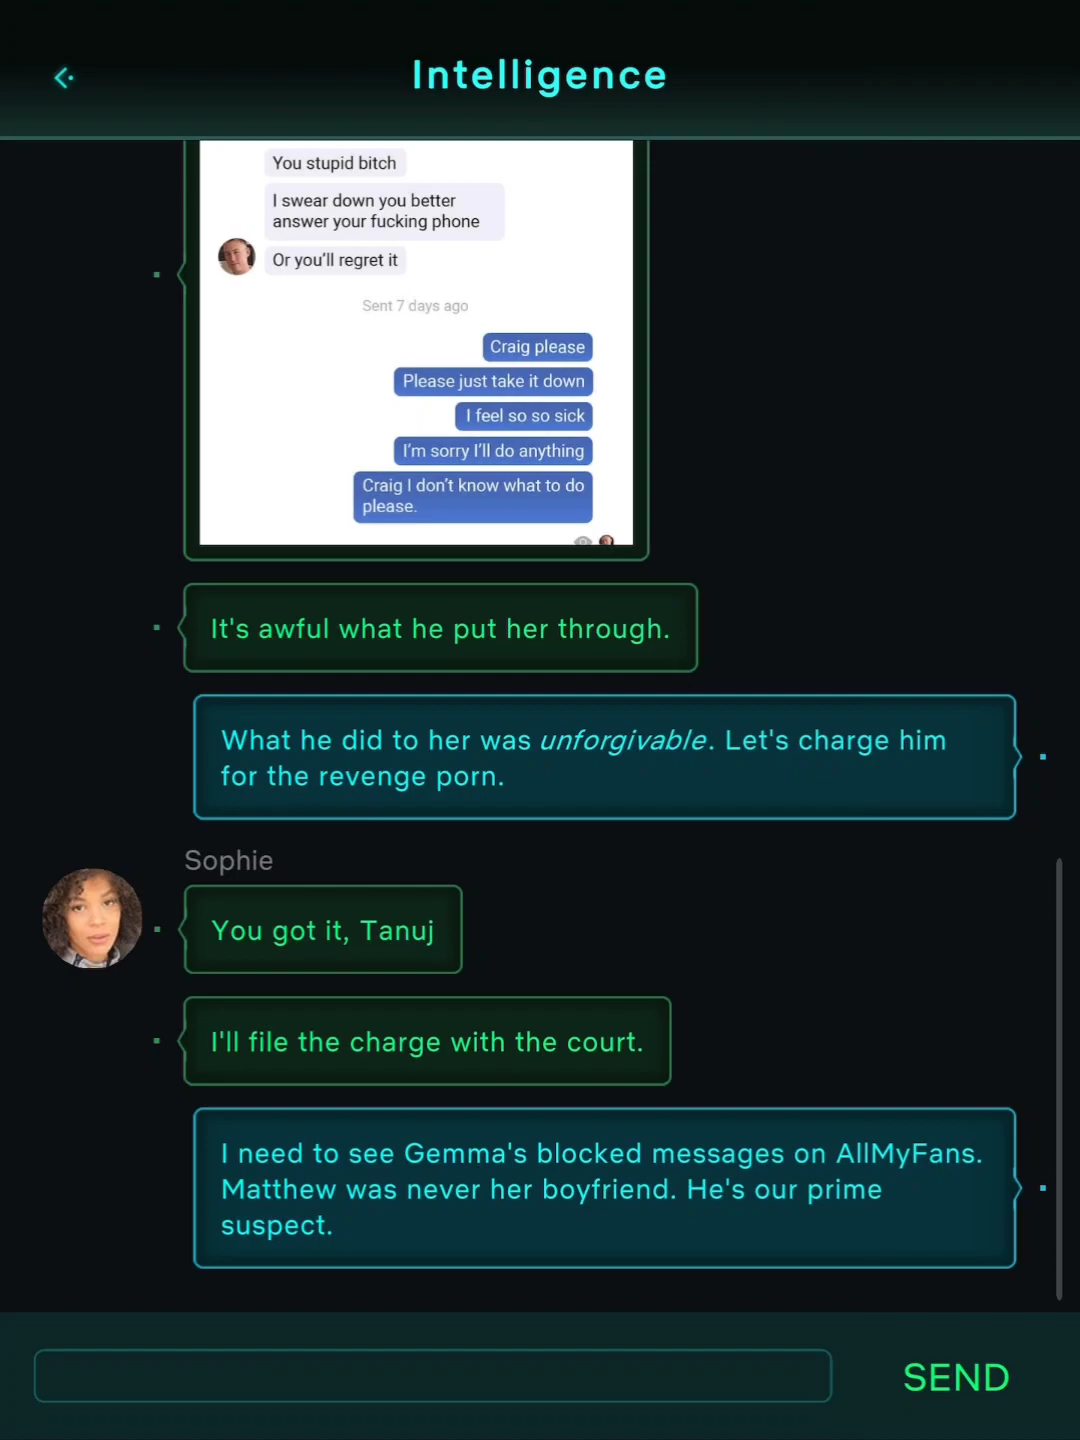 Intelligence
You stupid bitch
I swear down you better
answer your fucking phone
Or you'll regret it
Sent 7 days ago
Craig please
Please just take it down
I feel so so sick
I'm sorry I'll do anything
Craig I don't know what to do
please.
It's awful what he put her through.
What he did to her was unforgivable. Let's charge him
for the revenge porn.
Sophie
You got it, Tanuj
I'll file the charge with the court.
I need to see Gemma's blocked messages on AllMyFans.
Matthew was never her boyfriend. He's our prime
suspect.
SEND